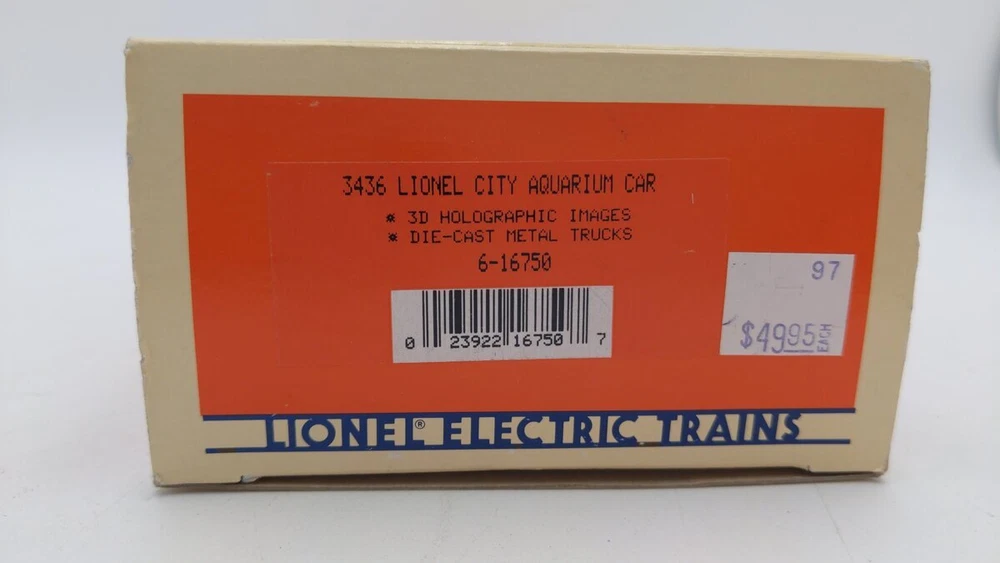 3436 LIONEL CITY AQUARIUM CAR
* 3D HOLOGRAPHIC IMAGES
* DIE-CAST METAL TRUCKS
6-16750
97
$49.95 EACH
0 23922 16750 7
LIONEL® ELECTRIC TRAINS